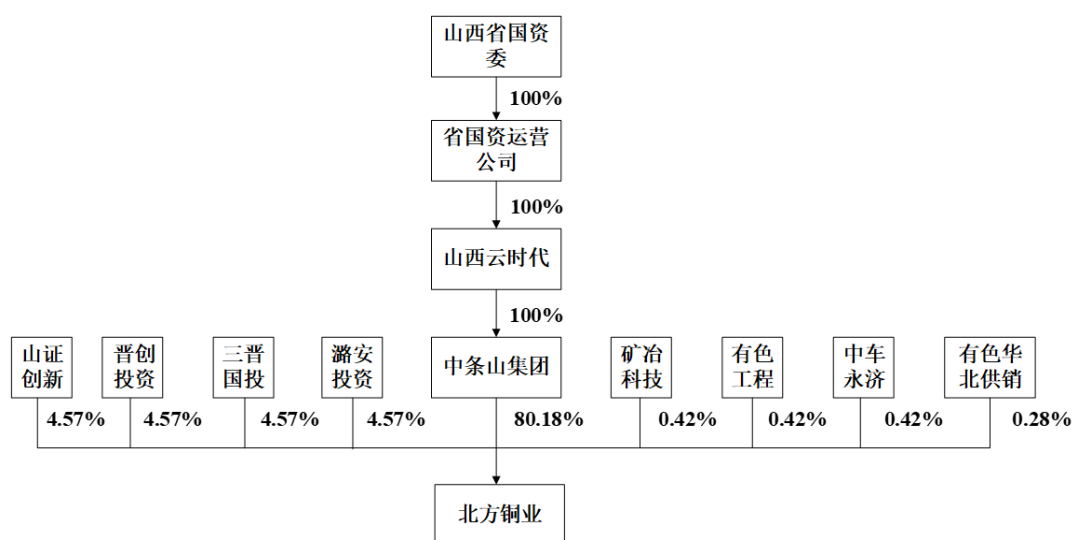 山西省国资
委
100%
省国资运营
公司
100%
山西云时代
100%
山证
创新
晋创
投资
三晋
国投
潞安
投资
中条山集团
矿冶
科技
有色
工程
中车
永济
有色华
北供销
4.57%
4.57%
4.57%
4.57%
80.18%
0.42%
0.42%
0.42%
0.28%
北方铜业